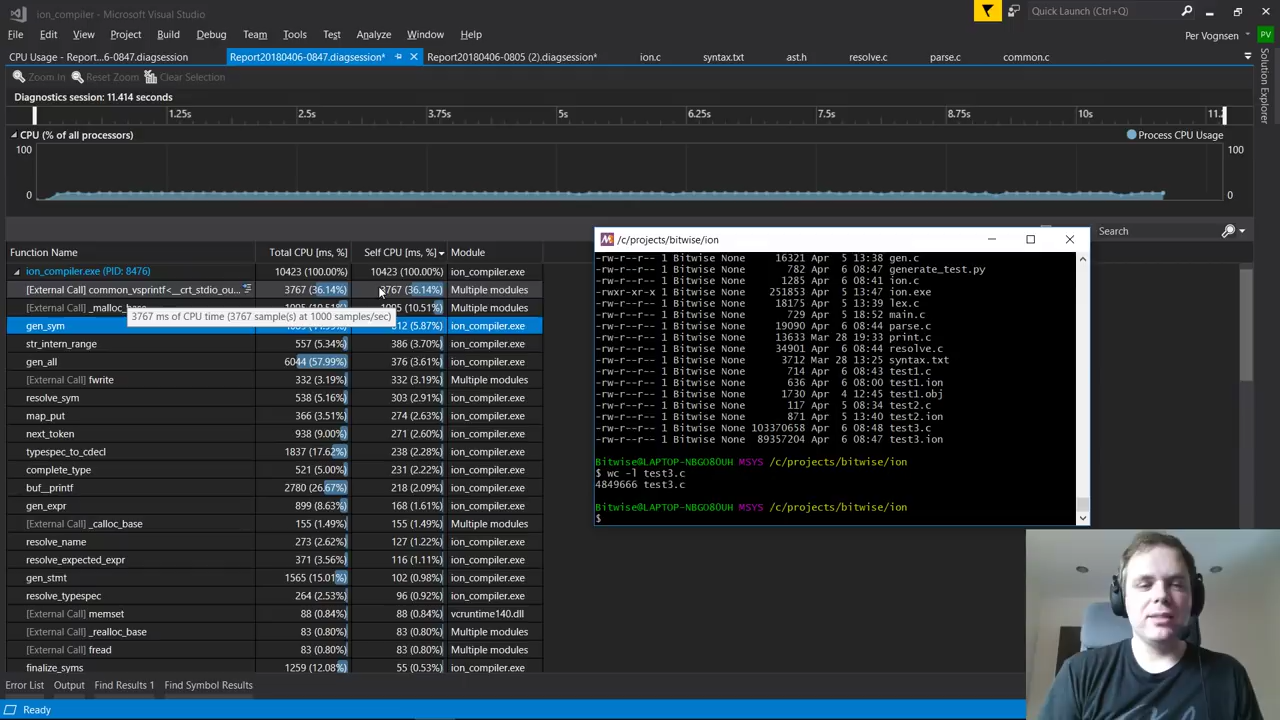 ion_compiler - Microsoft Visual Studio
Quick Launch (Ctrl+Q)
File Edit View Project Build Debug Team Tools Test Analyze Window Help
Per Vognsen PV
CPU Usage - Report...6-0847.diagsession Report20180406-0847.diagsession* Report20180406-0805 (2).diagsession* ion.c syntax.txt ast.h resolve.c parse.c common.c
Solution Explorer
Zoom In Reset Zoom Clear Selection
Diagnostics session: 11.414 seconds
1.25s 2.5s 3.75s 5s 6.25s 7.5s 8.75s 10s 11.2
CPU (% of all processors) Process CPU Usage
100 100
0 0
Search
Function Name Total CPU [ms, %] Self CPU [ms, %] Module
ion_compiler.exe (PID: 8476) 10423 (100.00%) 10423 (100.00%) ion_compiler.exe
[External Call] common_vsprintf<__crt_stdio_ou... 3767 (36.14%) 3767 (36.14%) Multiple modules
[External Call] _malloc_base 1095 (10.51%) 1095 (10.51%) Multiple modules
3767 ms of CPU time (3767 sample(s) at 1000 samples/sec)
gen_sym 612 (5.87%) ion_compiler.exe
str_intern_range 557 (5.34%) 386 (3.70%) ion_compiler.exe
gen_all 6044 (57.99%) 376 (3.61%) ion_compiler.exe
[External Call] fwrite 332 (3.19%) 332 (3.19%) Multiple modules
resolve_sym 538 (5.16%) 303 (2.91%) ion_compiler.exe
map_put 366 (3.51%) 274 (2.63%) ion_compiler.exe
next_token 938 (9.00%) 271 (2.60%) ion_compiler.exe
typespec_to_cdecl 1837 (17.62%) 238 (2.28%) ion_compiler.exe
complete_type 521 (5.00%) 231 (2.22%) ion_compiler.exe
buf__printf 2780 (26.67%) 218 (2.09%) ion_compiler.exe
gen_expr 899 (8.63%) 168 (1.61%) ion_compiler.exe
[External Call] _calloc_base 155 (1.49%) 155 (1.49%) Multiple modules
resolve_name 273 (2.62%) 127 (1.22%) ion_compiler.exe
resolve_expected_expr 371 (3.56%) 116 (1.11%) ion_compiler.exe
gen_stmt 1565 (15.01%) 102 (0.98%) ion_compiler.exe
resolve_typespec 264 (2.53%) 96 (0.92%) ion_compiler.exe
[External Call] memset 88 (0.84%) 88 (0.84%) vcruntime140.dll
[External Call] _realloc_base 83 (0.80%) 83 (0.80%) Multiple modules
[External Call] fread 83 (0.80%) 83 (0.80%) Multiple modules
finalize_syms 1259 (12.08%) 55 (0.53%) ion_compiler.exe
/c/projects/bitwise/ion
-rw-r--r-- 1 Bitwise None 16321 Apr 5 13:38 gen.c
-rw-r--r-- 1 Bitwise None 782 Apr 6 08:47 generate_test.py
-rw-r--r-- 1 Bitwise None 1285 Apr 6 08:41 ion.c
-rwxr-xr-x 1 Bitwise None 251853 Apr 5 13:47 ion.exe
-rw-r--r-- 1 Bitwise None 18175 Apr 5 13:39 lex.c
-rw-r--r-- 1 Bitwise None 729 Apr 5 18:52 main.c
-rw-r--r-- 1 Bitwise None 19090 Apr 6 08:44 parse.c
-rw-r--r-- 1 Bitwise None 13633 Mar 28 19:33 print.c
-rw-r--r-- 1 Bitwise None 34901 Apr 6 08:44 resolve.c
-rw-r--r-- 1 Bitwise None 3712 Mar 28 13:25 syntax.txt
-rw-r--r-- 1 Bitwise None 714 Apr 6 08:43 test1.c
-rw-r--r-- 1 Bitwise None 636 Apr 6 08:00 test1.ion
-rw-r--r-- 1 Bitwise None 1730 Apr 4 12:45 test1.obj
-rw-r--r-- 1 Bitwise None 117 Apr 5 08:34 test2.c
-rw-r--r-- 1 Bitwise None 871 Apr 5 13:40 test2.ion
-rw-r--r-- 1 Bitwise None 103370658 Apr 6 08:48 test3.c
-rw-r--r-- 1 Bitwise None 89357204 Apr 6 08:47 test3.ion
Bitwise@LAPTOP-NBGO8OUH MSYS /c/projects/bitwise/ion
$ wc -l test3.c
4849666 test3.c
Bitwise@LAPTOP-NBGO8OUH MSYS /c/projects/bitwise/ion
$
Error List Output Find Results 1 Find Symbol Results
Ready